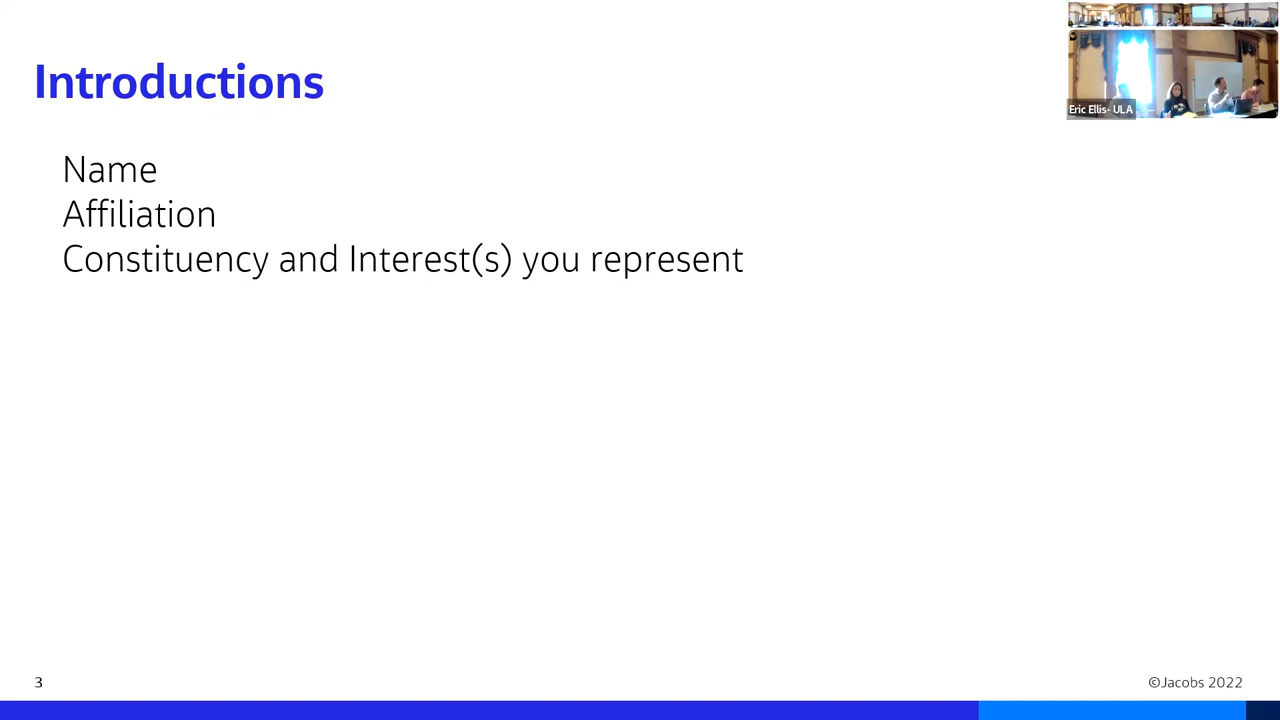 Introductions
Name
Affiliation
Constituency and Interest(s) you represent
Eric Ellis- ULA
3
©Jacobs 2022